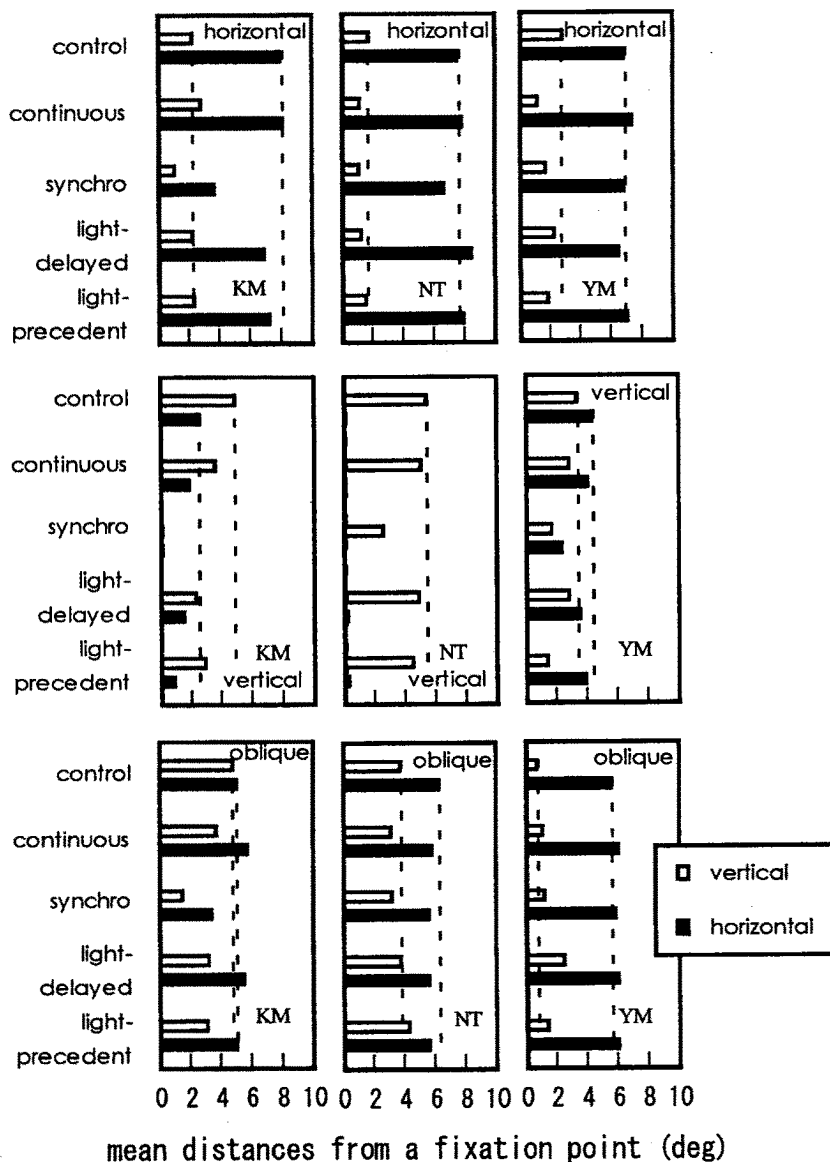 horizontal horizontal horizontal
control
continuous
synchro
light-
delayed
light-
precedent
KM NT YM
control
continuous
synchro
light-
delayed
light-
precedent
vertical
KM NT YM
vertical vertical
oblique oblique oblique
control
continuous
synchro
light-
delayed
light-
precedent
KM NT YM
vertical
horizontal
0 2 4 6 8 10 0 2 4 6 8 10 0 2 4 6 8 10
mean distances from a fixation point (deg)